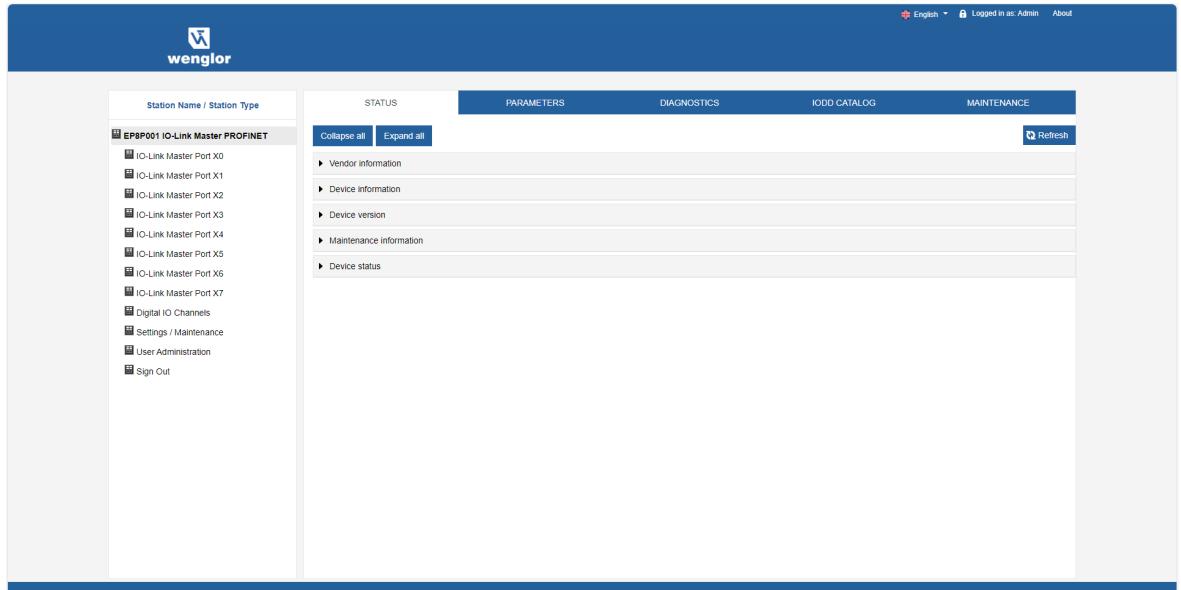 English
Logged in as: Admin
About
wenglor
Station Name / Station Type
STATUS
PARAMETERS
DIAGNOSTICS
IODD CATALOG
MAINTENANCE
EP8P001 IO-Link Master PROFINET
IO-Link Master Port X0
IO-Link Master Port X1
IO-Link Master Port X2
IO-Link Master Port X3
IO-Link Master Port X4
IO-Link Master Port X5
IO-Link Master Port X6
IO-Link Master Port X7
Digital IO Channels
Settings / Maintenance
User Administration
Sign Out
Collapse all
Expand all
Refresh
Vendor information
Device information
Device version
Maintenance information
Device status